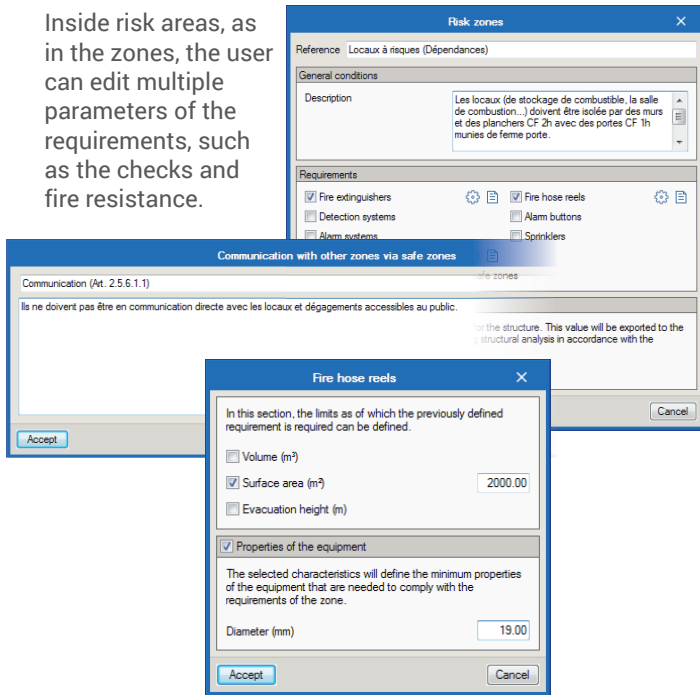 Inside risk areas, as
in the zones, the user
can edit multiple
parameters of the
requirements, such
as the checks and
fire resistance.
Risk zones
Reference Locaux à risques (Dépendances)
General conditions
Description
Les locaux (de stockage de combustible, la salle
de combustion...) doivent être isolée par des murs
et des planchers CF 2h avec des portes CF 1h
munies de ferme porte.
Requirements
Fire extinguishers
Fire hose reels
Detection systems
Alarm buttons
Alarm systems
Sprinklers
safe zones
for the structure. This value will be exported to the
structural analysis in accordance with the
Cancel
Communication with other zones via safe zones
Communication (Art. 2.5.6.1.1)
Ils ne doivent pas être en communication directe avec les locaux et dégagements accessibles au public.
Accept
Fire hose reels
In this section, the limits as of which the previously defined
requirement is required can be defined.
Volume (m³)
Surface area (m²) 2000.00
Evacuation height (m)
Properties of the equipment
The selected characteristics will define the minimum properties
of the equipment that are needed to comply with the
requirements of the zone.
Diameter (mm) 19.00
Accept
Cancel